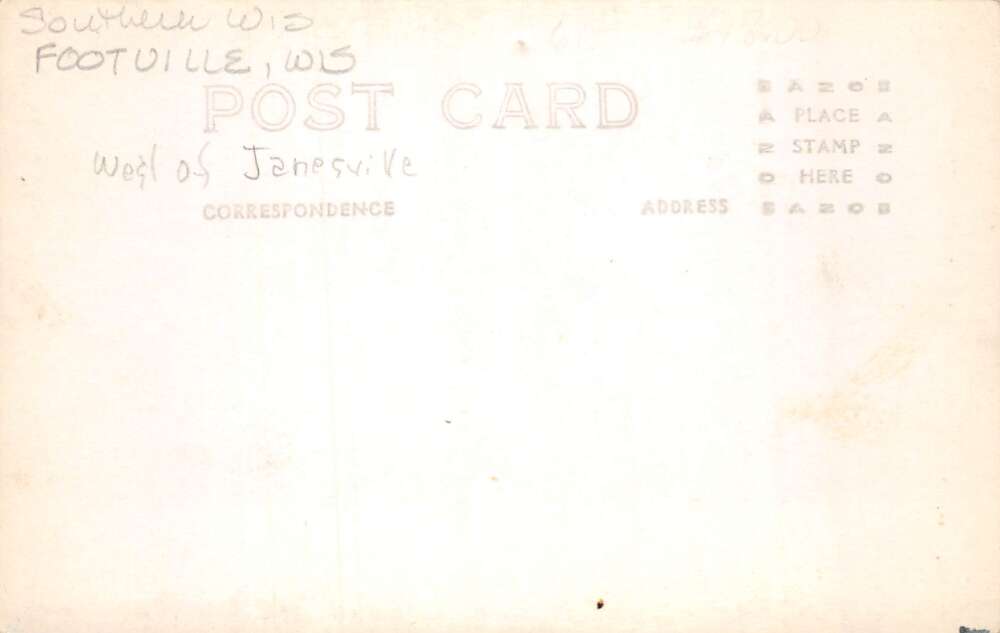 Southern Wis
FOOTVILLE, WIS
POST CARD
West of Janesville
CORRESPONDENCE
ADDRESS
PLACE
STAMP
HERE